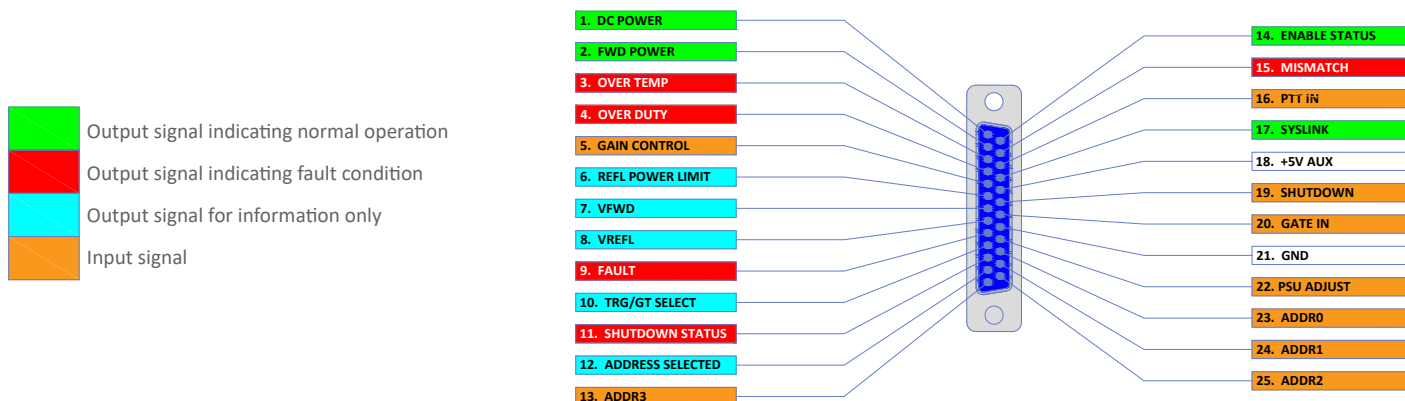 Output signal indicating normal operation
Output signal indicating fault condition
Output signal for information only
Input signal
1. DC POWER
2. FWD POWER
3. OVER TEMP
4. OVER DUTY
5. GAIN CONTROL
6. REFL POWER LIMIT
7. VFWD
8. VREFL
9. FAULT
10. TRG/GT SELECT
11. SHUTDOWN STATUS
12. ADDRESS SELECTED
13. ADDR3
14. ENABLE STATUS
15. MISMATCH
16. PTT IN
17. SYSLINK
18. +5V AUX
19. SHUTDOWN
20. GATE IN
21. GND
22. PSU ADJUST
23. ADDR0
24. ADDR1
25. ADDR2